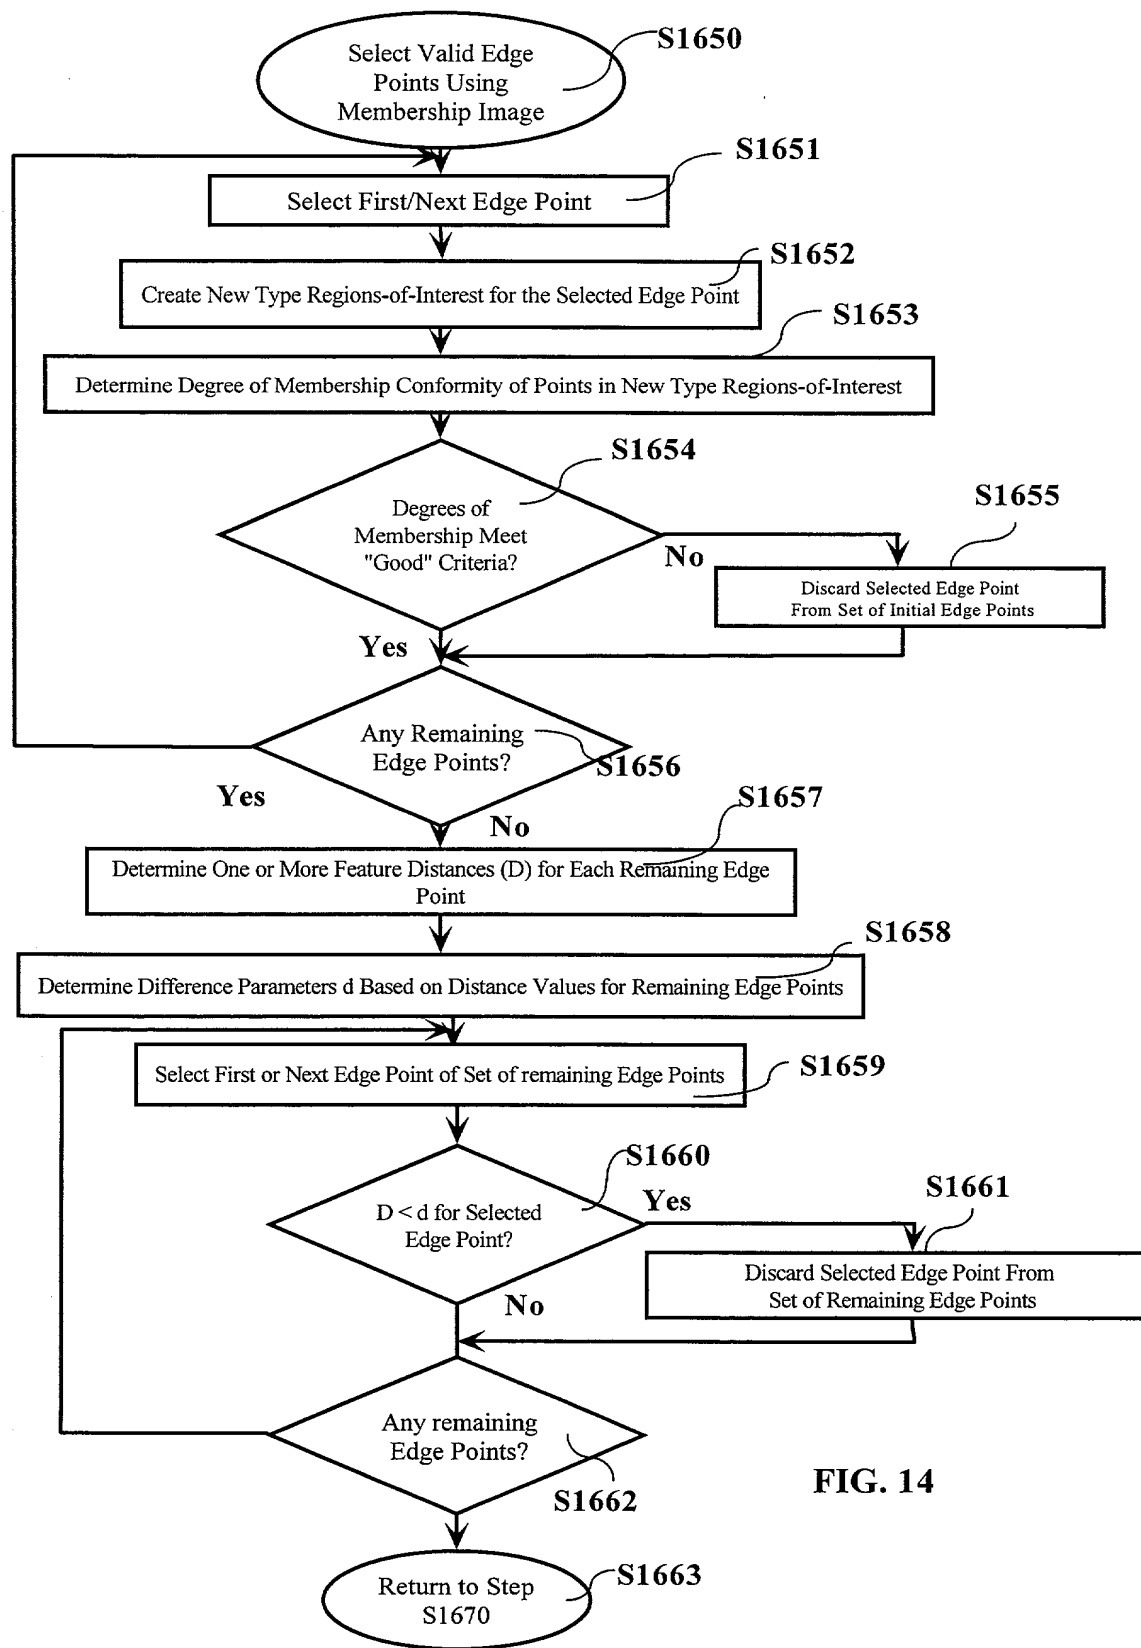 Select Valid Edge
Points Using
Membership Image
S1650
S1651
Select First/Next Edge Point
S1652
Create New Type Regions-of-Interest for the Selected Edge Point
S1653
Determine Degree of Membership Conformity of Points in New Type Regions-of-Interest
S1654
Degrees of
Membership Meet
"Good" Criteria?
No
S1655
Discard Selected Edge Point
From Set of Initial Edge Points
Yes
Any Remaining
Edge Points?
S1656
Yes
No
S1657
Determine One or More Feature Distances (D) for Each Remaining Edge
Point
S1658
Determine Difference Parameters d Based on Distance Values for Remaining Edge Points
Select First or Next Edge Point of Set of remaining Edge Points
S1659
S1660
D < d for Selected
Edge Point?
Yes
S1661
Discard Selected Edge Point From
Set of Remaining Edge Points
No
Any remaining
Edge Points?
S1662
FIG. 14
Return to Step
S1670
S1663